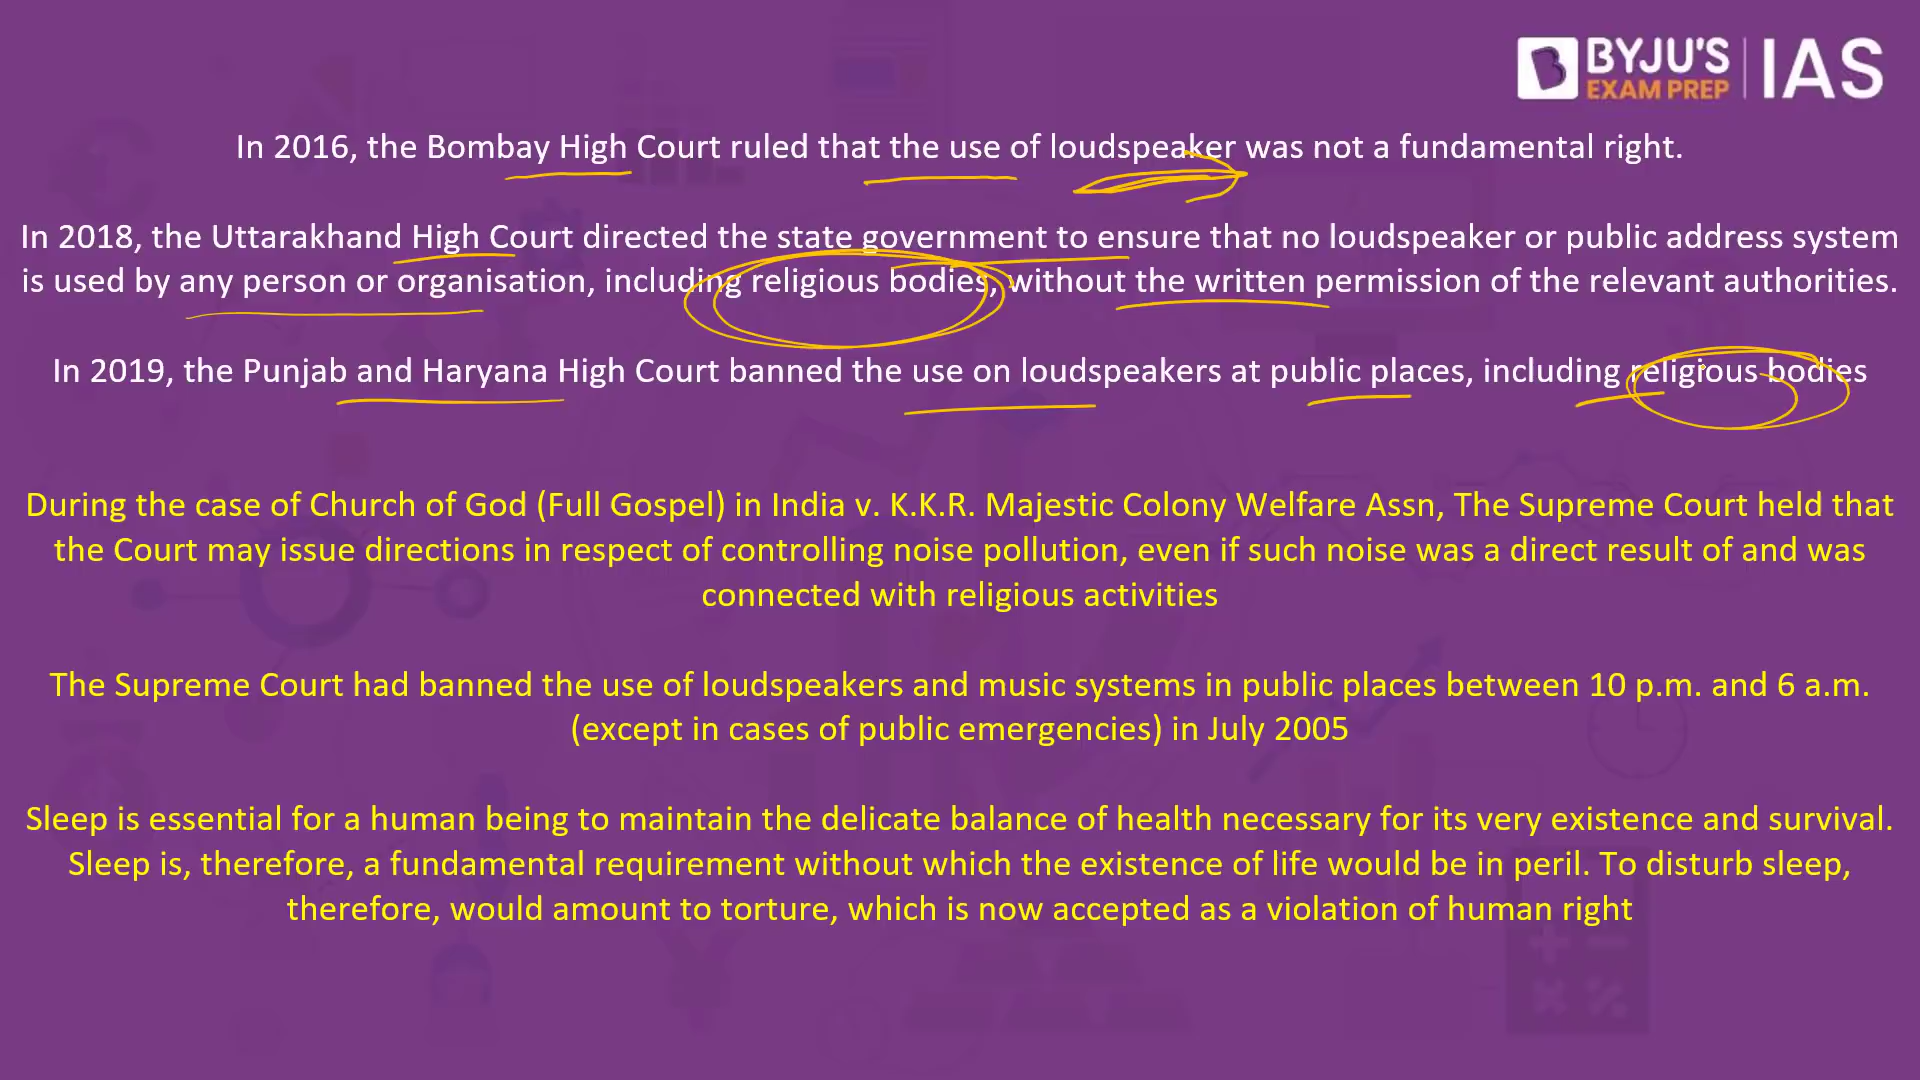 BYJU'S
EXAM PREP
IAS
In 2016, the Bombay High Court ruled that the use of loudspeaker was not a fundamental right.
In 2018, the Uttarakhand High Court directed the state government to ensure that no loudspeaker or public address system
is used by any person or organisation, including religious bodies, without the written permission of the relevant authorities.
In 2019, the Punjab and Haryana High Court banned the use on loudspeakers at public places, including religious bodies
During the case of Church of God (Full Gospel) in India v. K.K.R. Majestic Colony Welfare Assn, The Supreme Court held that
the Court may issue directions in respect of controlling noise pollution, even if such noise was a direct result of and was
connected with religious activities
The Supreme Court had banned the use of loudspeakers and music systems in public places between 10 p.m. and 6 a.m.
(except in cases of public emergencies) in July 2005
Sleep is essential for a human being to maintain the delicate balance of health necessary for its very existence and survival.
Sleep is, therefore, a fundamental requirement without which the existence of life would be in peril. To disturb sleep,
therefore, would amount to torture, which is now accepted as a violation of human right